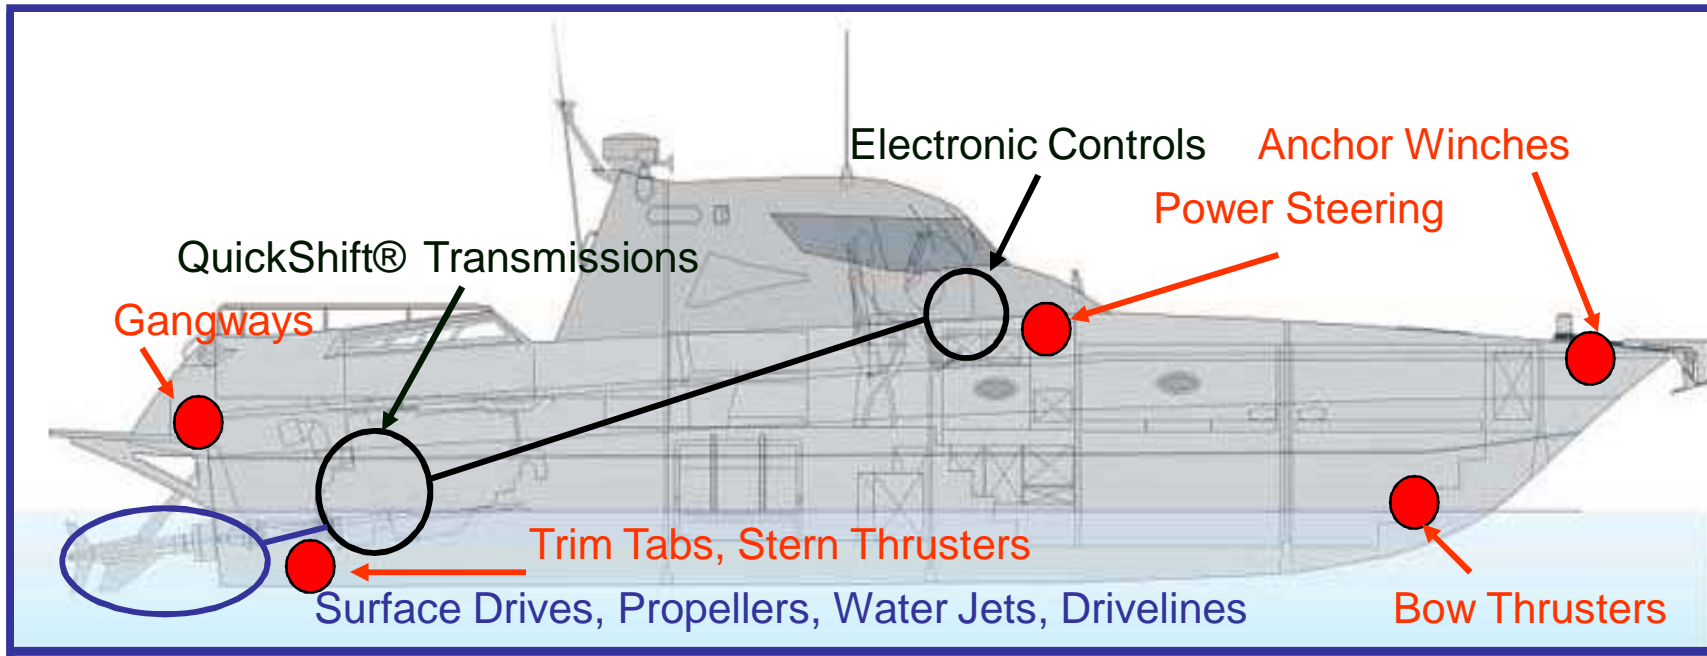 Electronic Controls
Anchor Winches
Power Steering
QuickShift® Transmissions
Gangways
Trim Tabs, Stern Thrusters
Surface Drives, Propellers, Water Jets, Drivelines
Bow Thrusters